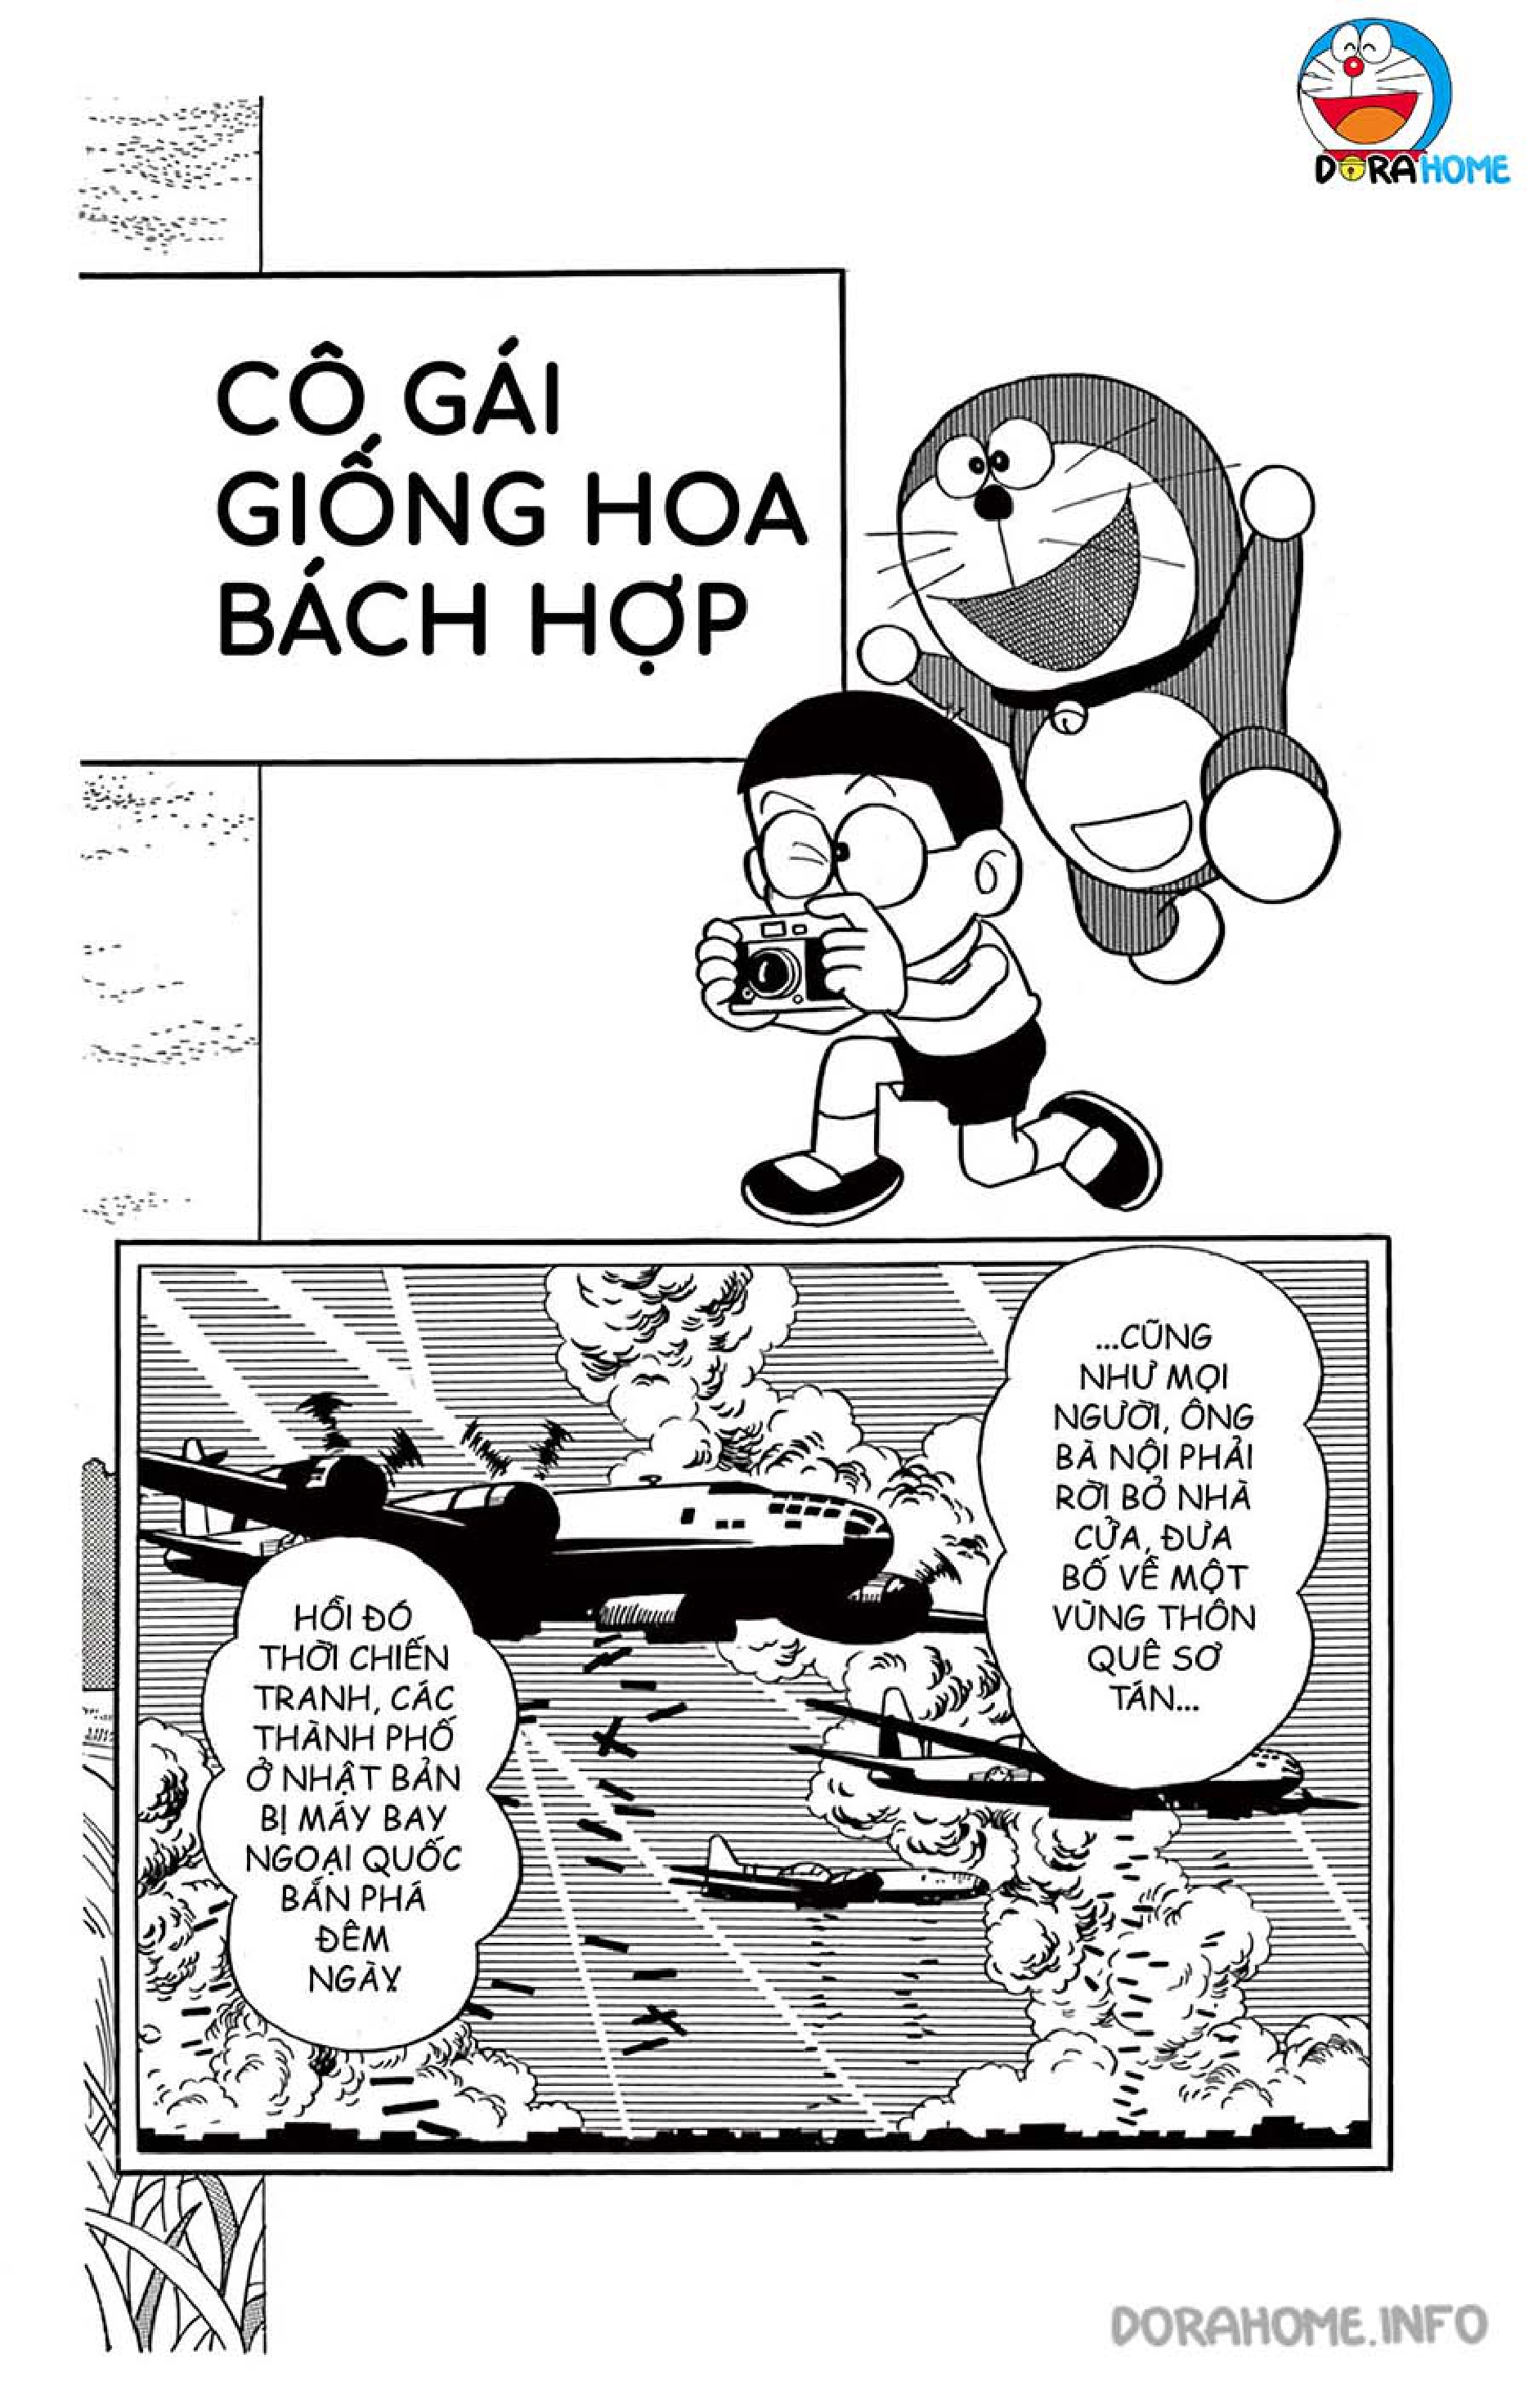 DORAHOME
CÔ GÁI
GIỐNG HOA
BÁCH HỢP
...CŨNG
NHƯ MỌI
NGƯỜI, ÔNG
BÀ NỘI PHẢI
RỜI BỎ NHÀ
CỬA, ĐƯA
BỐ VỀ MỘT
VÙNG THÔN
QUÊ SƠ
TÁN...
HỒI ĐÓ
THỜI CHIẾN
TRANH, CÁC
THÀNH PHỐ
Ở NHẬT BẢN
BỊ MÁY BAY
NGOẠI QUỐC
BẮN PHÁ
ĐÊM
NGÀY.
DORAHOME.INFO